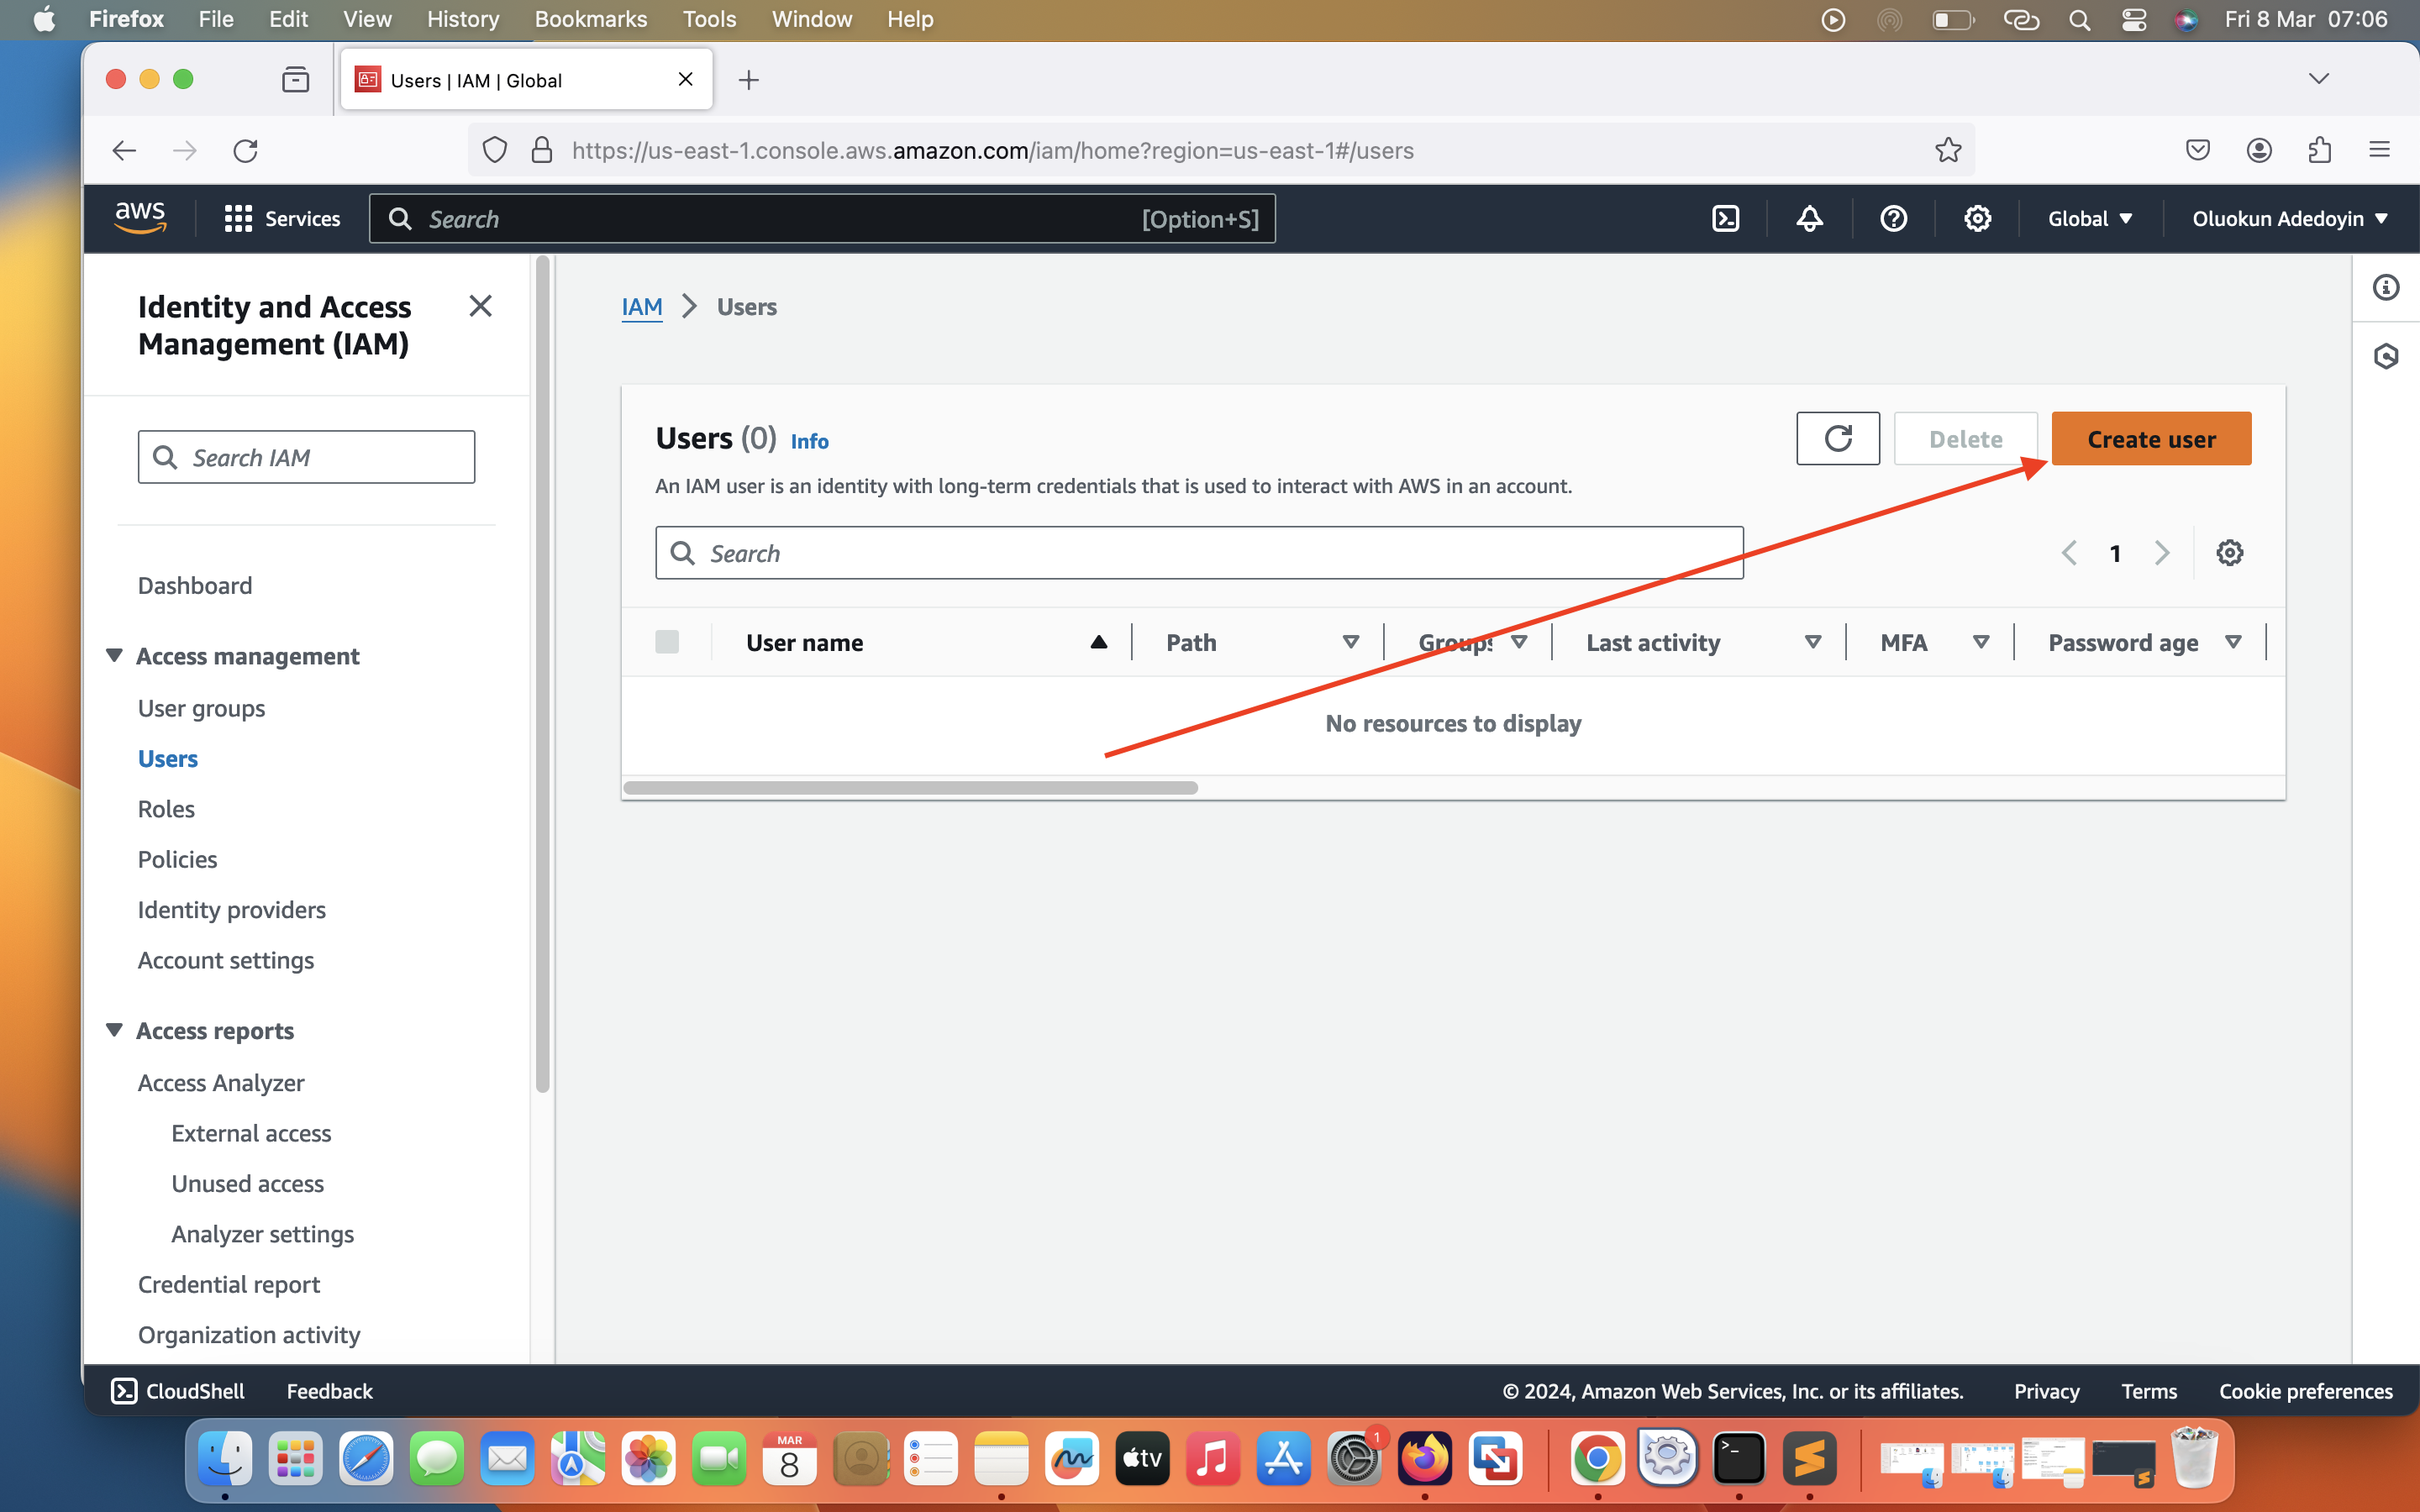 Firefox File Edit View History Bookmarks Tools Window Help Fri 8 Mar 07:06
Users | IAM | Global
https://us-east-1.console.aws.amazon.com/iam/home?region=us-east-1#/users
aws Services Search [Option+S] Global Oluokun Adedoyin
Identity and Access
Management (IAM)
Search IAM
Dashboard
Access management
User groups
Users
Roles
Policies
Identity providers
Account settings
Access reports
Access Analyzer
External access
Unused access
Analyzer settings
Credential report
Organization activity
IAM Users
Users (0) Info
Delete Create user
An IAM user is an identity with long-term credentials that is used to interact with AWS in an account.
Search
1
User name Path Groups Last activity MFA Password age
No resources to display
CloudShell Feedback © 2024, Amazon Web Services, Inc. or its affiliates. Privacy Terms Cookie preferences
MAR
8
tv
1
>_